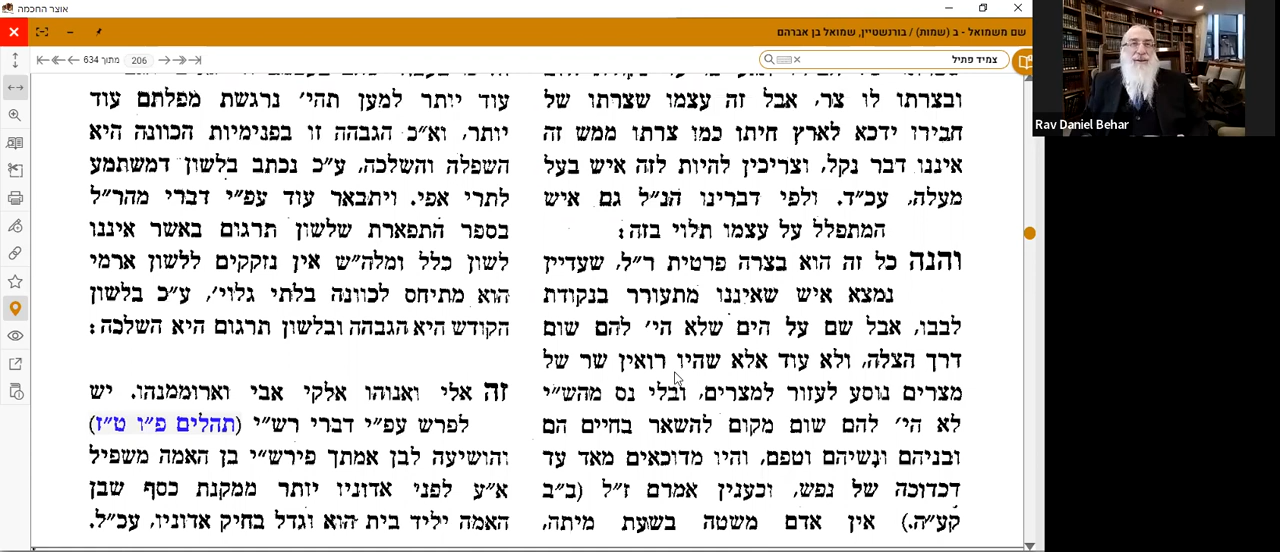 אוצר החכמה
שם משמואל - ב (שמות) / בורנשטיין, שמואל בן אברהם
צמיד פתיל
206
מתוך 634
Rav Daniel Behar
ובצרתו לו צר, אבל זה עצמו שצרתו של
חבירו ידכא לארץ חיתו כמו צרתו ממש זה
איננו דבר נקל, וצריכין להיות לזה איש בעל
מעלה, עכ"ד. ולפי דברינו הנ"ל גם איש
המתפלל על עצמו תלוי בזה:
והנה כל זה הוא בצרה פרטית ר"ל, שעדיין
נמצא איש שאיננו מתעורר בנקודת
לבבו, אבל שם על הים שלא הי' להם שום
דרך הצלה, ולא עוד אלא שהיו רואין שר של
מצרים נוסע לעזור למצרים, ובלי נס מהש"י
לא הי' להם שום מקום להשאר בחיים הם
ובניהם ונשיהם וטפם, והיו מדוכאים מאד עד
דכדוכה של נפש, וכענין אמרם ז"ל (ב"ב
קע"ה.) אין אדם משטה בשעת מיתה,
עוד יותר למען תהי' נרגשת מפלתם עוד
יותר, וא"כ הגבהה זו בפנימיות הכוונה היא
השפלה והשלכה, ע"כ נכתב בלשון דמשתמע
לתרי אפי. ויתבאר עוד עפ"י דברי מהר"ל
בספר התפארת שלשון תרגום באשר איננו
לשון כלל ומלה"ש אין נזקקים ללשון ארמי
הוא מתיחס לכוונה בלתי גלוי', ע"כ בלשון
הקודש היא הגבהה ובלשון תרגום היא השלכה:
זה אלי ואנוהו אלקי אבי וארוממנהו. יש
לפרש עפ"י דברי רש"י (תהלים פ"ו ט"ז)
והושיעה לבן אמתך פירש"י בן האמה משפיל
א"ע לפני אדוניו יותר ממקנת כסף שבן
האמה יליד בית הוא וגדל בחיק אדוניו, עכ"ל.